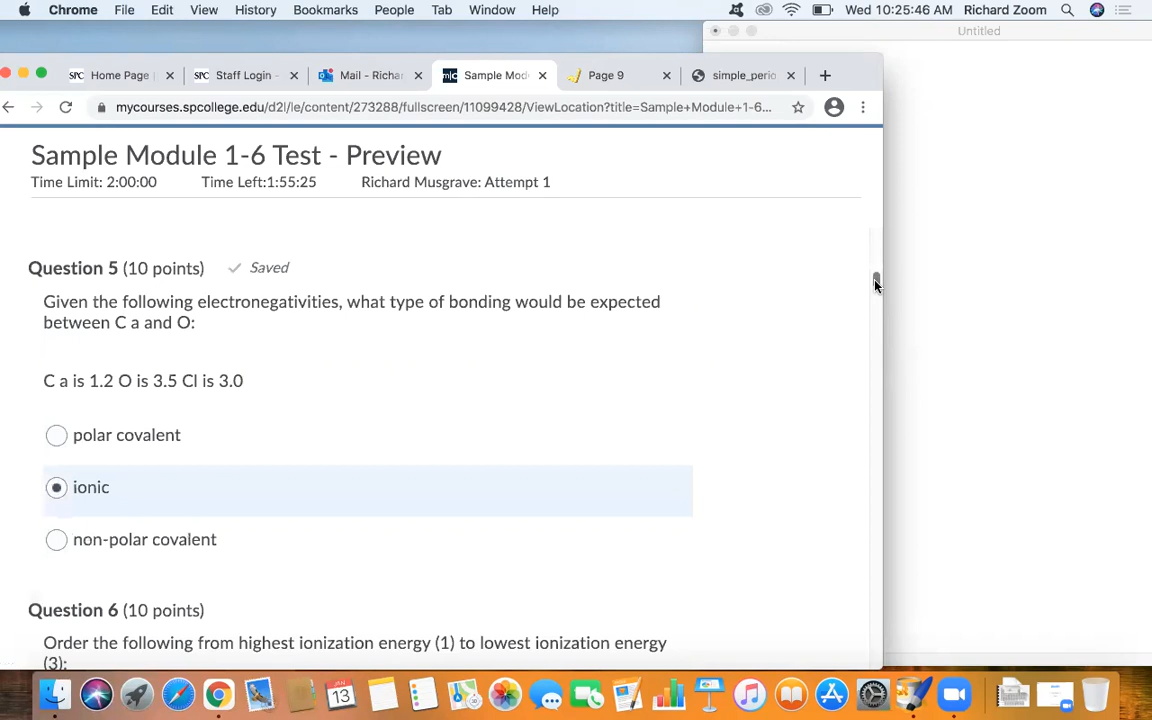 Chrome File Edit View History Bookmarks People Tab Window Help Wed 10:25:46 AM Richard Zoom
Untitled
SPC Home Page SPC Staff Login - Mail - Richa m|c Sample Mod Page 9 simple_perio
mycourses.spcollege.edu/d2l/le/content/273288/fullscreen/11099428/ViewLocation?title=Sample+Module+1-6...
Sample Module 1-6 Test - Preview
Time Limit: 2:00:00 Time Left:1:55:25 Richard Musgrave: Attempt 1
Question 5 (10 points) Saved
Given the following electronegativities, what type of bonding would be expected
between C a and O:
C a is 1.2 O is 3.5 Cl is 3.0
polar covalent
ionic
non-polar covalent
Question 6 (10 points)
Order the following from highest ionization energy (1) to lowest ionization energy
(3):
JAN
13